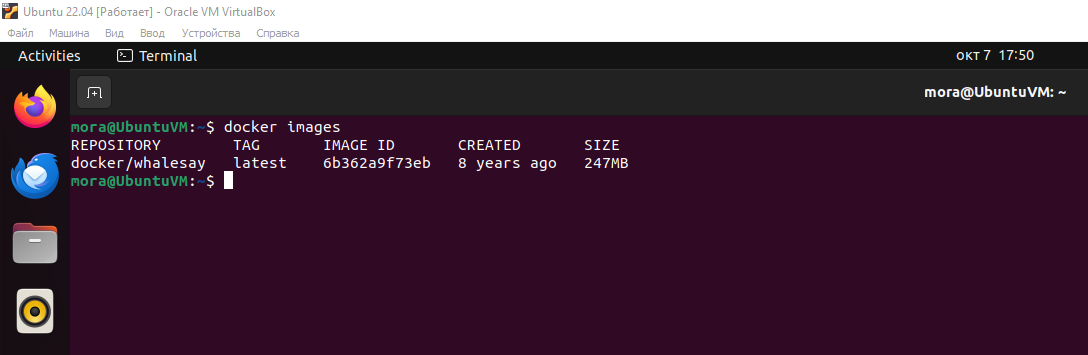 Ubuntu 22.04 [Работает] - Oracle VM VirtualBox
Файл Машина Вид Ввод Устройства Справка
Activities Terminal окт 7 17:50
mora@UbuntuVM: ~
mora@UbuntuVM:~$ docker images
REPOSITORY TAG IMAGE ID CREATED SIZE
docker/whalesay latest 6b362a9f73eb 8 years ago 247MB
mora@UbuntuVM:~$